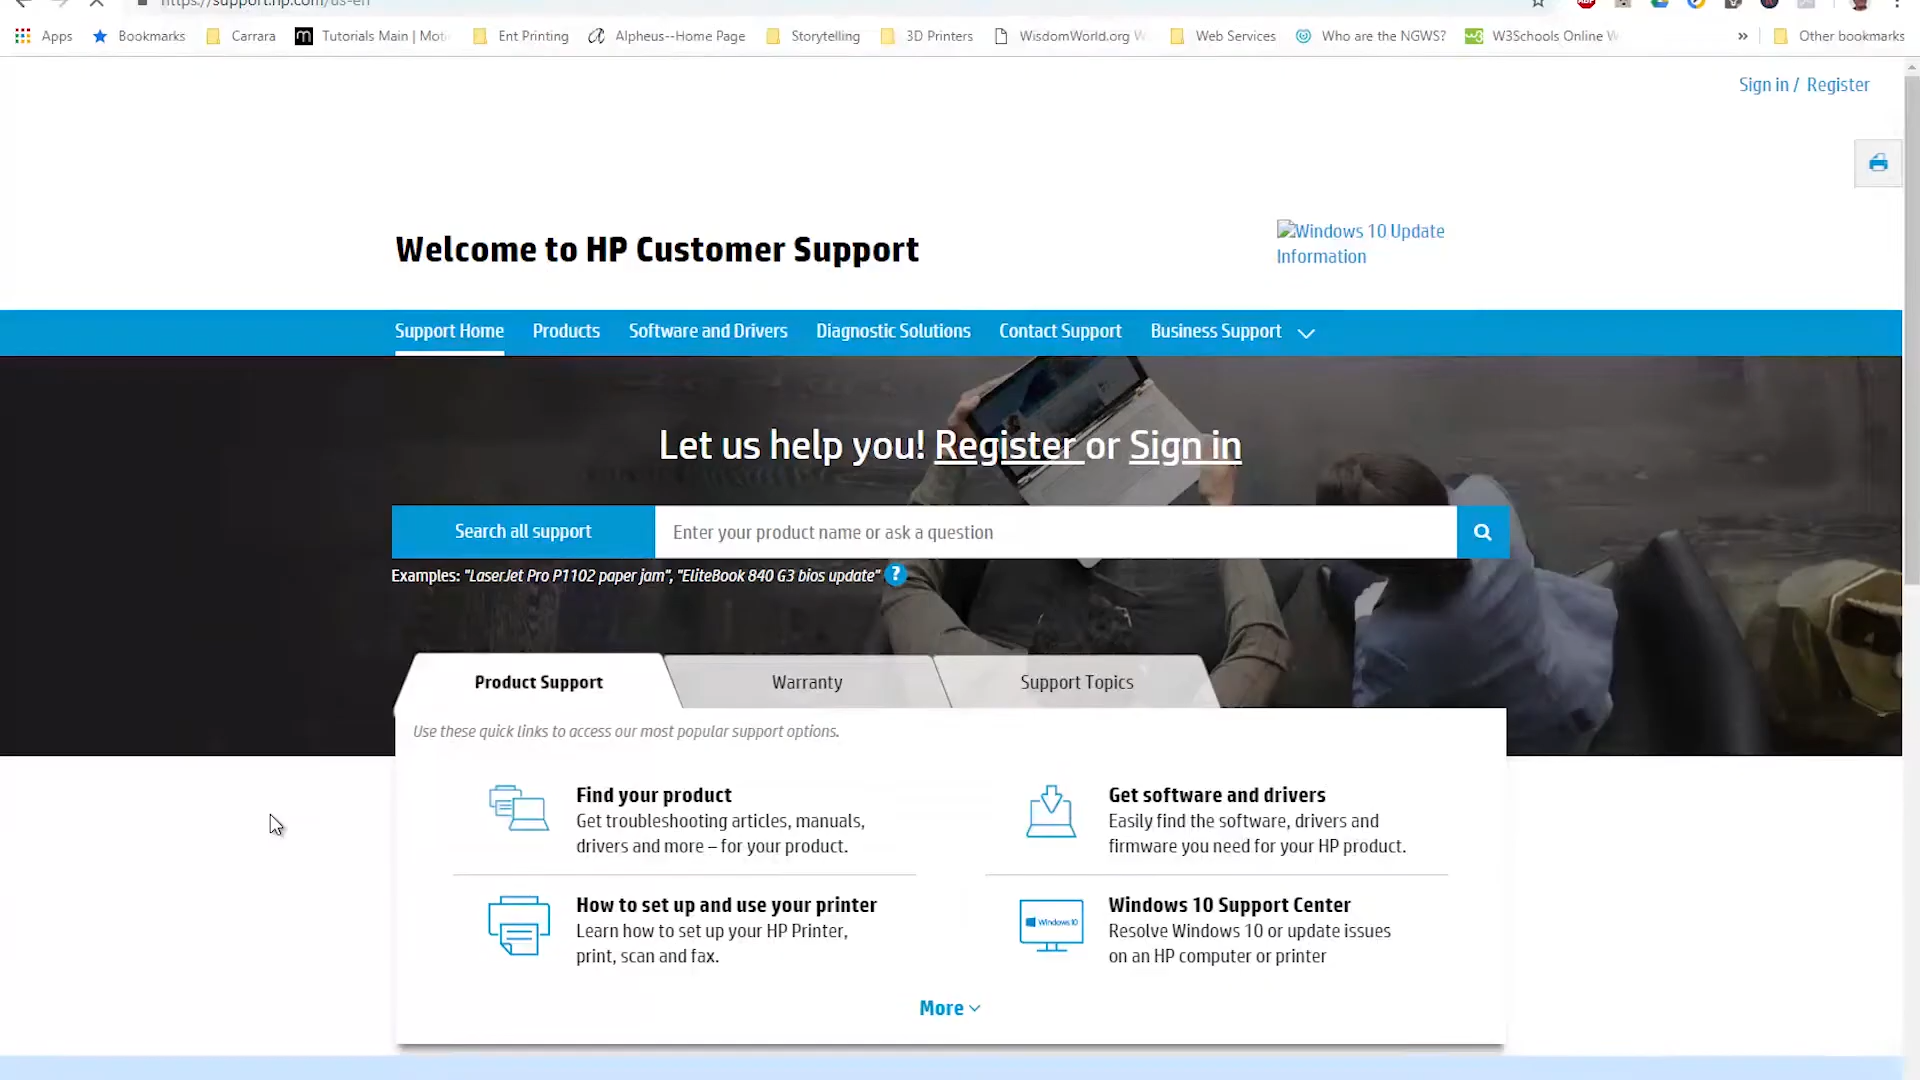 https://support.hp.com/us-en
Apps Bookmarks Carrara Tutorials Main | Mot Ent Printing Alpheus--Home Page Storytelling 3D Printers WisdomWorld.org Web Services Who are the NGWS? W3Schools Online W » Other bookmarks
Sign in / Register
Welcome to HP Customer Support
Windows 10 Update
Information
Support Home Products Software and Drivers Diagnostic Solutions Contact Support Business Support
Let us help you! Register or Sign in
Search all support Enter your product name or ask a question
Examples: "LaserJet Pro P1102 paper jam", "EliteBook 840 G3 bios update" ?
Product Support Warranty Support Topics
Use these quick links to access our most popular support options.
Find your product
Get troubleshooting articles, manuals,
drivers and more – for your product.
Get software and drivers
Easily find the software, drivers and
firmware you need for your HP product.
How to set up and use your printer
Learn how to set up your HP Printer,
print, scan and fax.
Windows 10
Windows 10 Support Center
Resolve Windows 10 or update issues
on an HP computer or printer
More